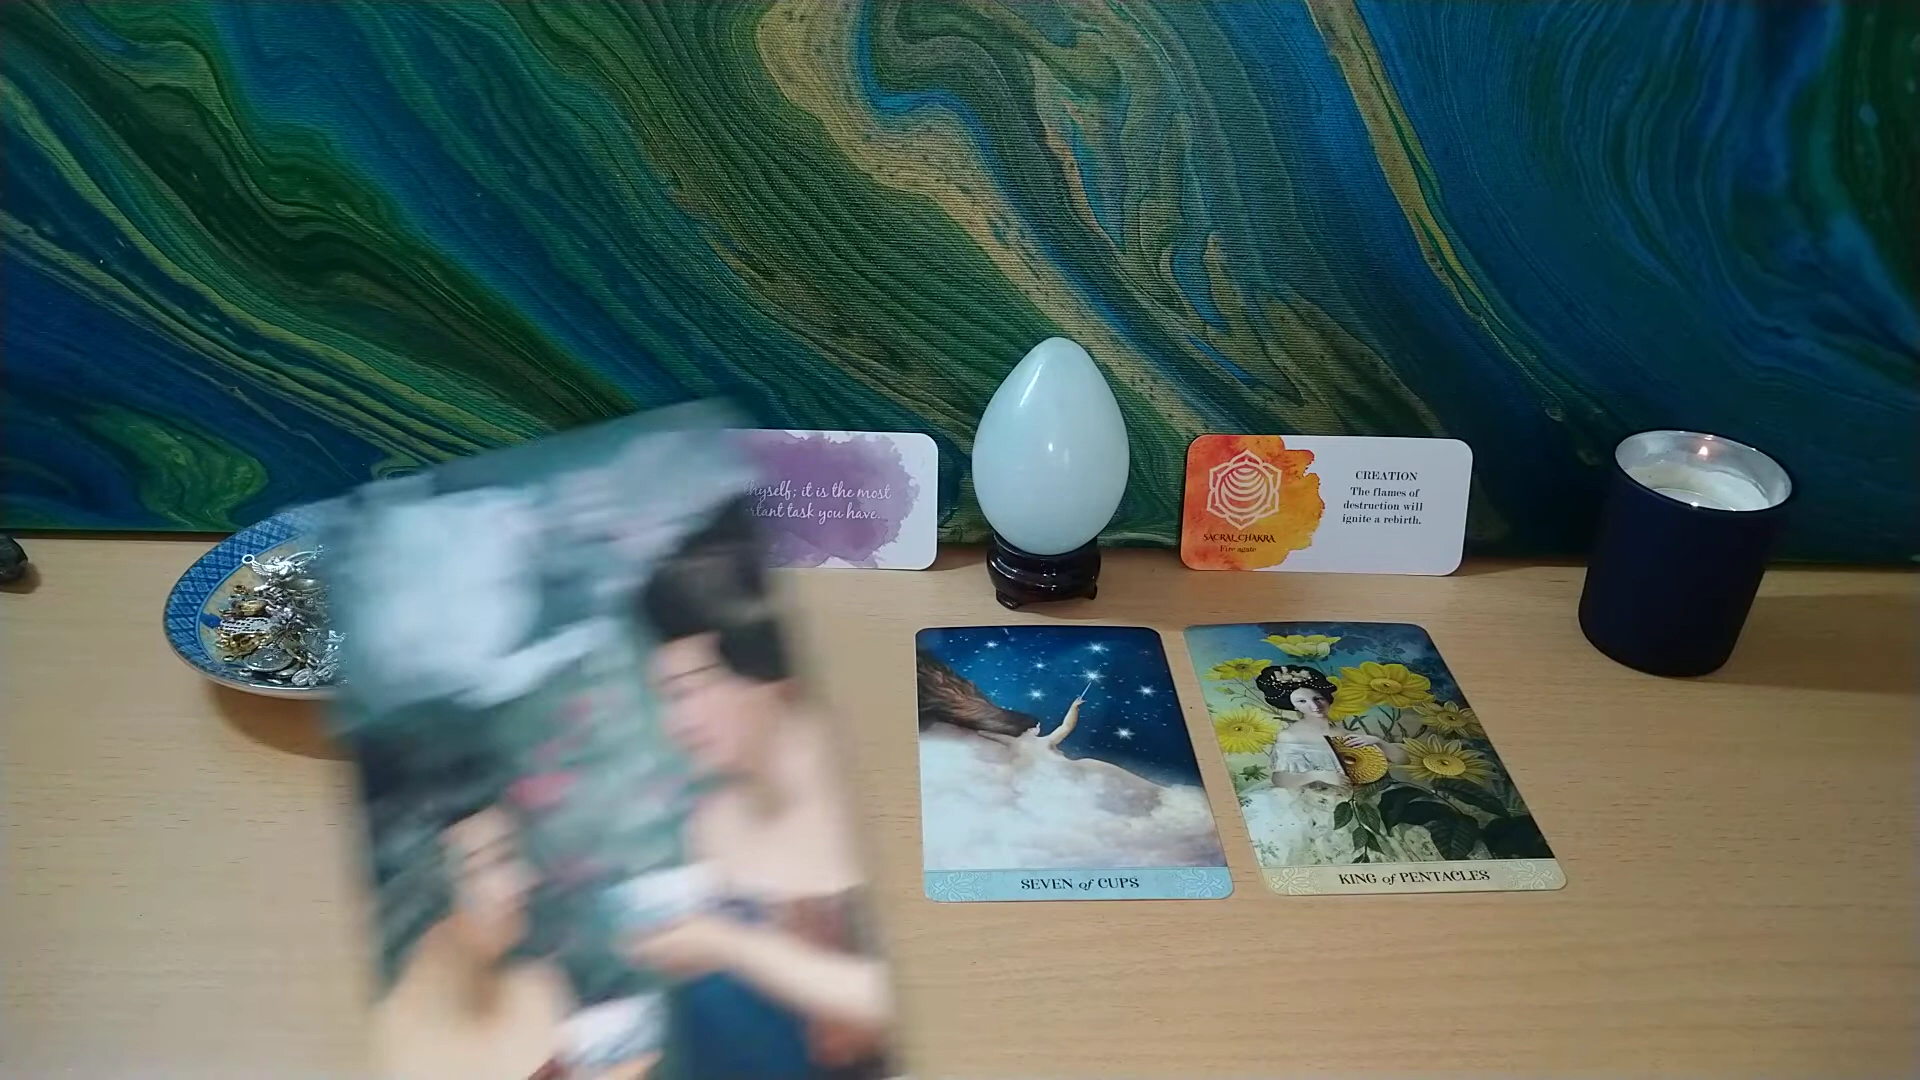 thyself; it is the most
task you have.
CREATION
The flames of
destruction will
ignite a rebirth.
SACRAL CHAKRA
Fire agate
SEVEN of CUPS
KING of PENTACLES